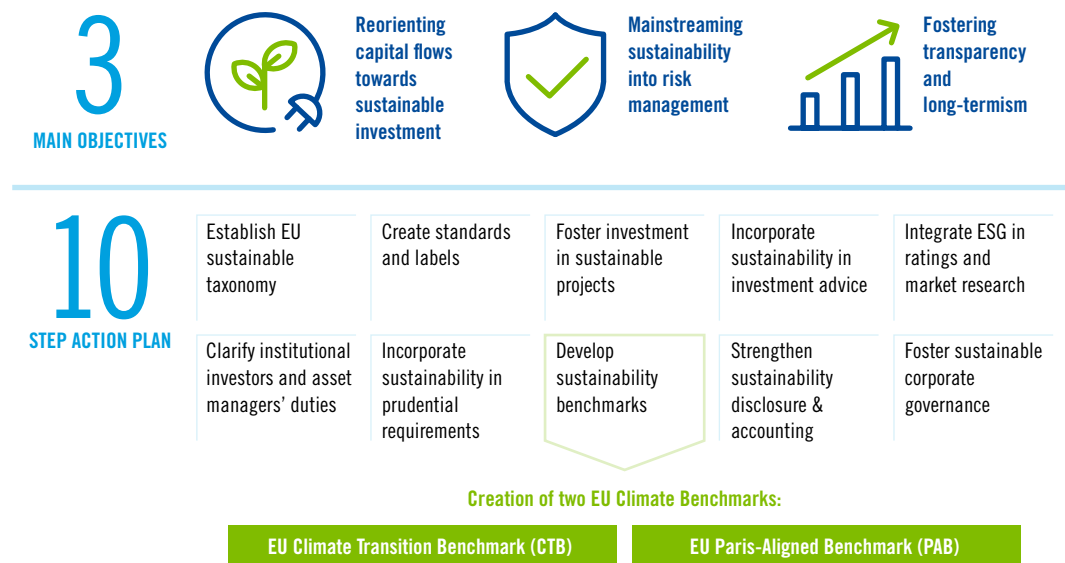 3
MAIN OBJECTIVES
Reorienting
capital flows
towards
sustainable
investment
Mainstreaming
sustainability
into risk
management
Fostering
transparency
and
long-termism
10
STEP ACTION PLAN
Establish EU
sustainable
taxonomy
Create standards
and labels
Foster investment
in sustainable
projects
Incorporate
sustainability in
investment advice
Integrate ESG in
ratings and
market research
Clarify institutional
investors and asset
managers’ duties
Incorporate
sustainability in
prudential
requirements
Develop
sustainability
benchmarks
Strengthen
sustainability
disclosure &
accounting
Foster sustainable
corporate
governance
Creation of two EU Climate Benchmarks:
EU Climate Transition Benchmark (CTB)
EU Paris-Aligned Benchmark (PAB)